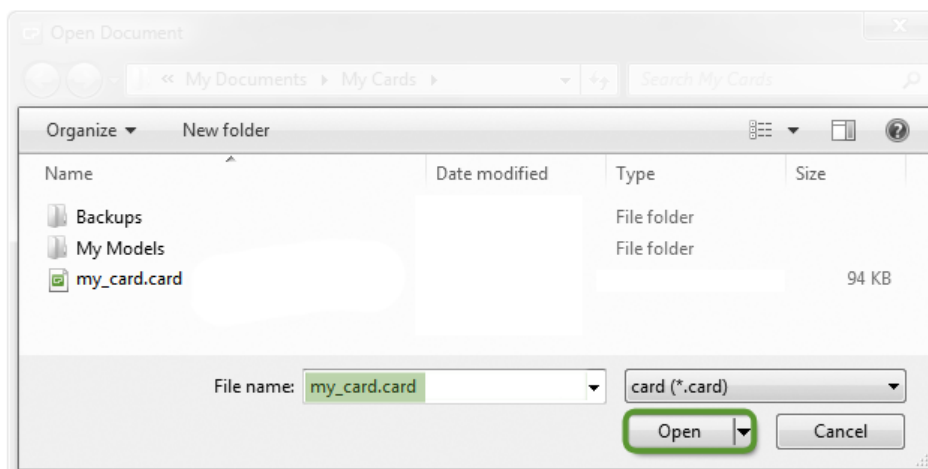 Open Document
« My Documents My Cards Search My Cards
Organize New folder
Name Date modified Type Size
Backups File folder
My Models File folder
my_card.card 94 KB
File name: my_card.card card (*.card)
Open Cancel